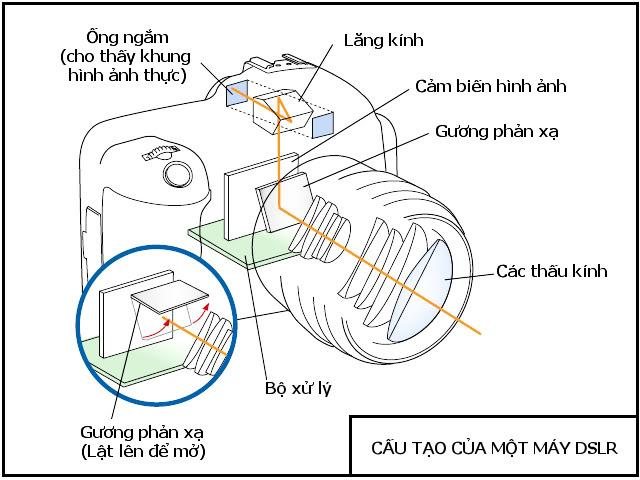 Ống ngắm
(cho thấy khung
hình ảnh thực)
Lăng kính
Cảm biến hình ảnh
Gương phản xạ
Các thấu kính
Bộ xử lý
Gương phản xạ
(Lật lên để mở)
CẤU TẠO CỦA MỘT MÁY DSLR